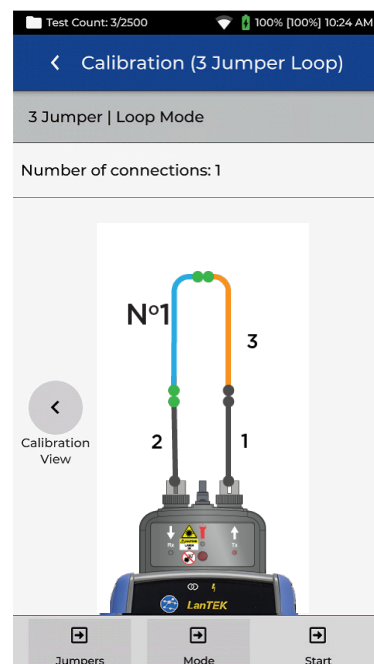 Test Count: 3/2500
100% [100%] 10:24 AM
Calibration (3 Jumper Loop)
3 Jumper | Loop Mode
Number of connections: 1
Nº1
3
Calibration
View
2
1
Rx
Tx
LanTEK
Jumpers
Mode
Start